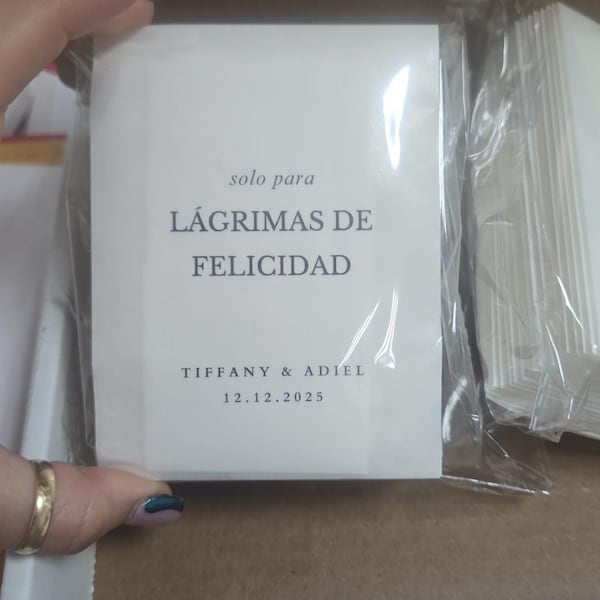 solo para
LÁGRIMAS DE
FELICIDAD
TIFFANY & ADIEL
12.12.2025